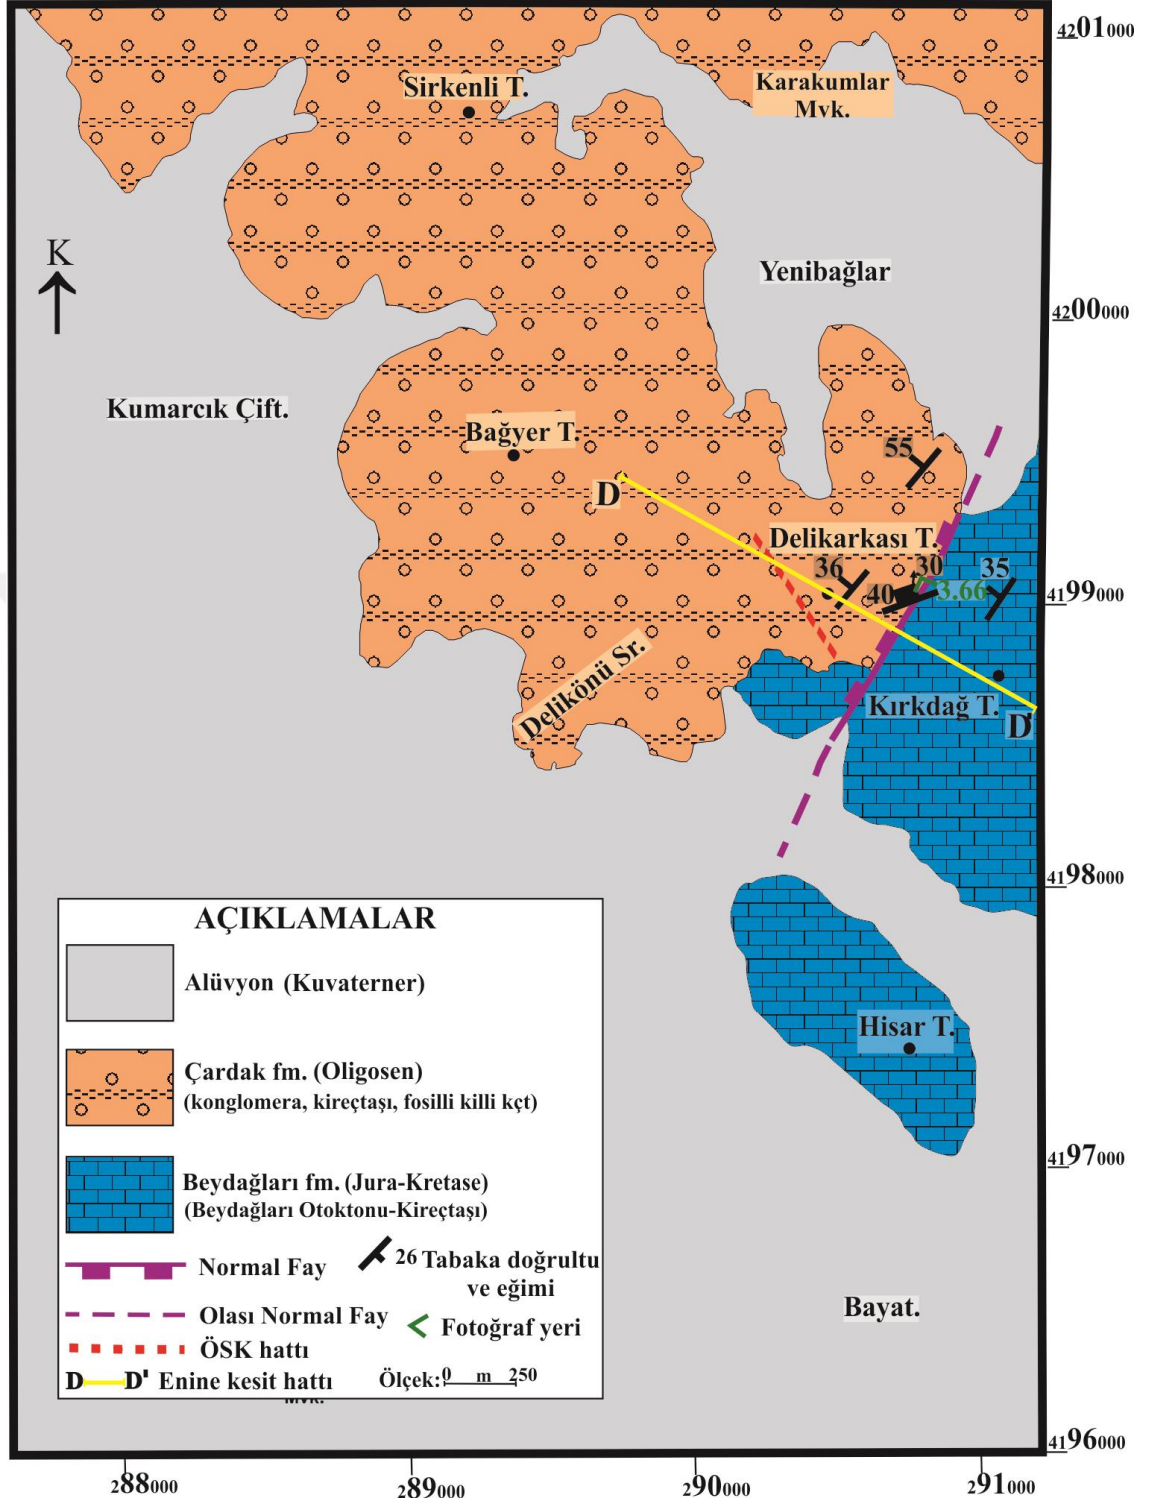 4201000
Sirkenli T.
Karakumlar
Mvk.
K
Yenibağlar
4200000
Kumarcık Çift.
Bağyer T.
55
D
Delikarkası T.
36
30
35
40
3.66
4199000
Delikönü Sr.
Kırkdağ T.
D'
4198000
AÇIKLAMALAR
Alüvyon (Kuvaterner)
Çardak fm. (Oligosen)
(konglomera, kireçtaşı, fosilli killi kçt)
Beydağları fm. (Jura-Kretase)
(Beydağları Otoktonu-Kireçtaşı)
Normal Fay
26 Tabaka doğrultu
ve eğimi
Olası Normal Fay
Fotoğraf yeri
ÖSK hattı
D D' Enine kesit hattı
Ölçek: 0 m 250
Hisar T.
4197000
Bayat.
4196000
288000
289000
290000
291000